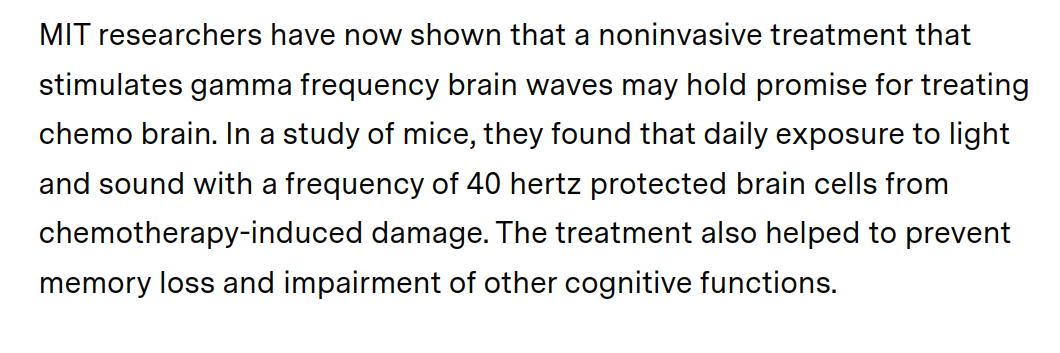 MIT researchers have now shown that a noninvasive treatment that
stimulates gamma frequency brain waves may hold promise for treating
chemo brain. In a study of mice, they found that daily exposure to light
and sound with a frequency of 40 hertz protected brain cells from
chemotherapy-induced damage. The treatment also helped to prevent
memory loss and impairment of other cognitive functions.